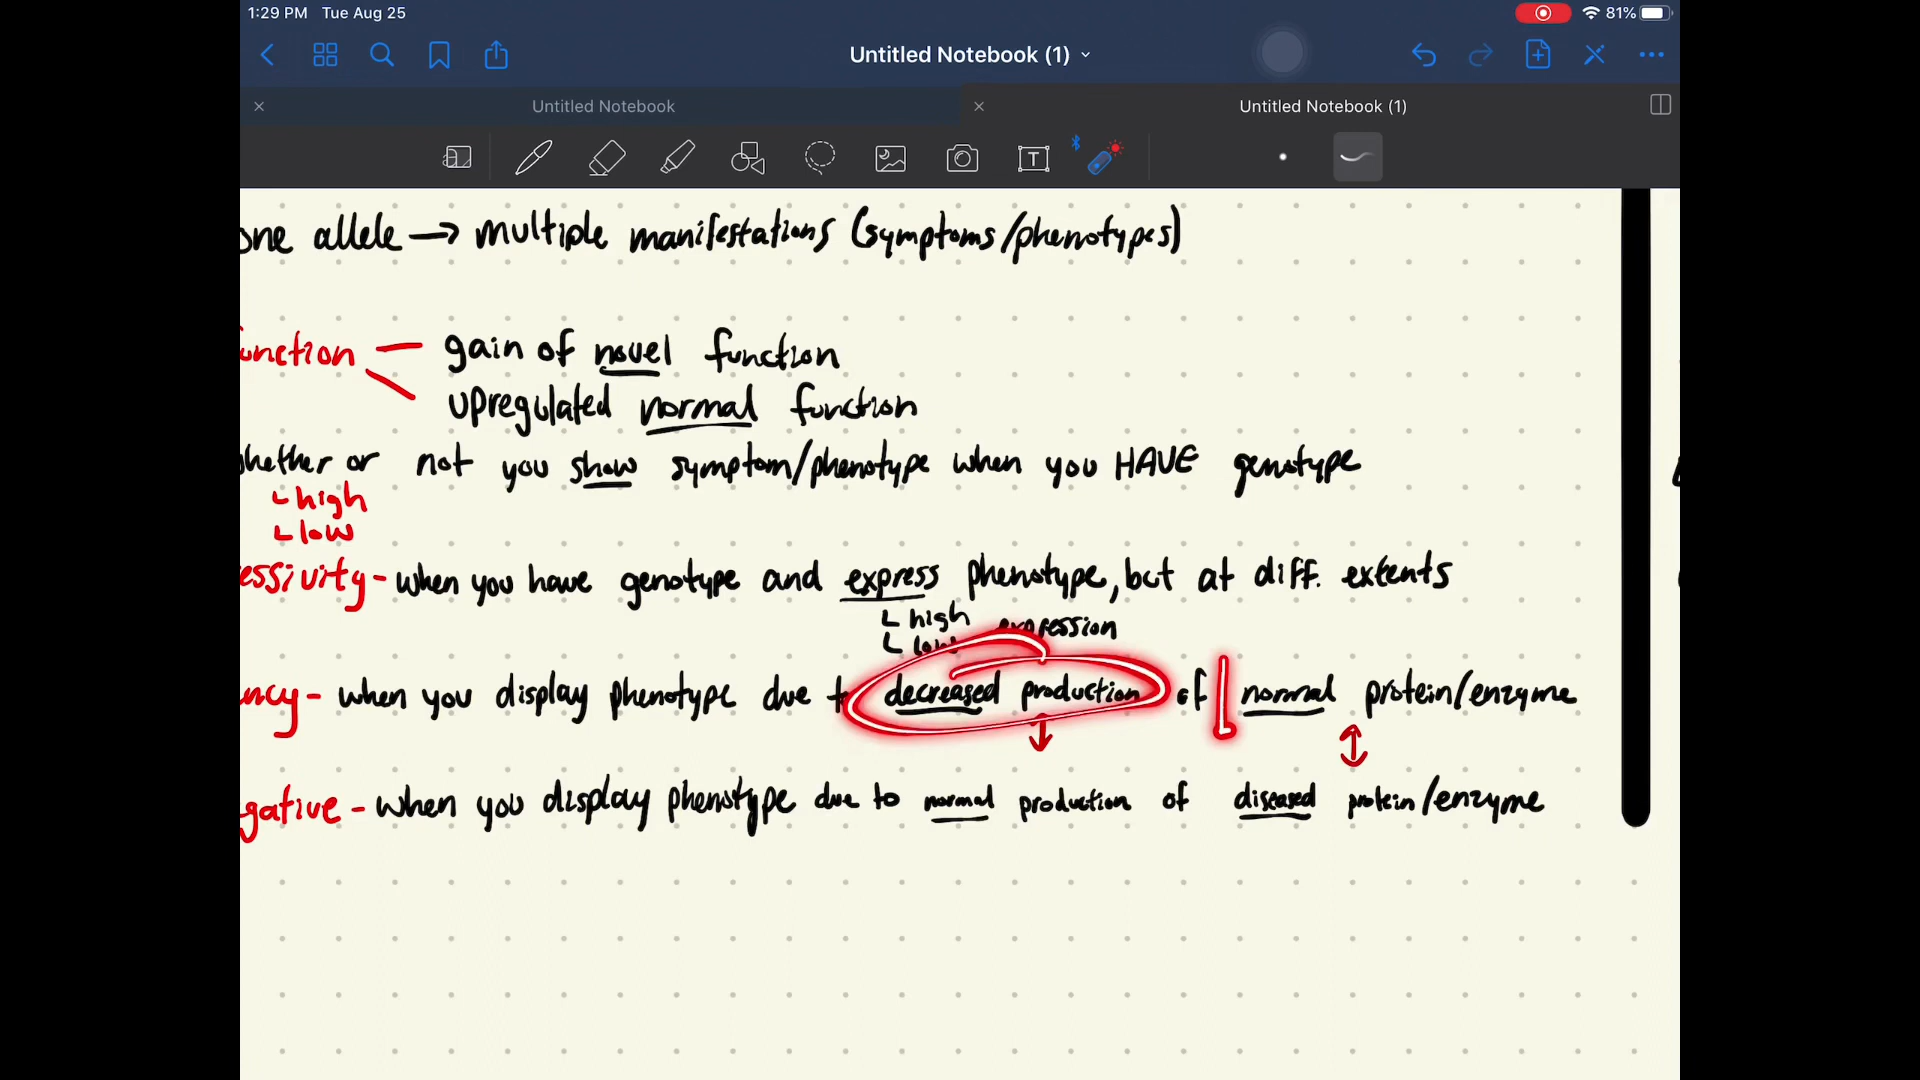 1:29 PM Tue Aug 25
81%
Untitled Notebook (1)
Untitled Notebook
Untitled Notebook (1)
T
one allele → multiple manifestations (symptoms/phenotypes)
unction — gain of novel function
upregulated normal function
whether or not you show symptom/phenotype when you HAVE genotype
high
low
essivity - when you have genotype and express phenotype, but at diff. extents
high
low expression
ency - when you display phenotype due to decreased production of normal protein/enzyme
gative - when you display phenotype due to normal production of diseased protein/enzyme